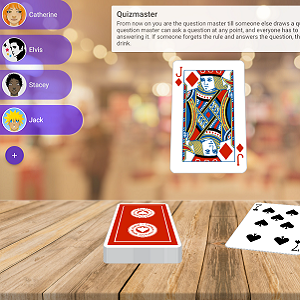 Catherine
Elvis
Stacey
Jack
+
Quizmaster
From now on you are the question master till someone else draws a
question master can ask a question at any point, and everyone has to
answering it. If someone forgets the rule and answers the question, th
drink.
J
J